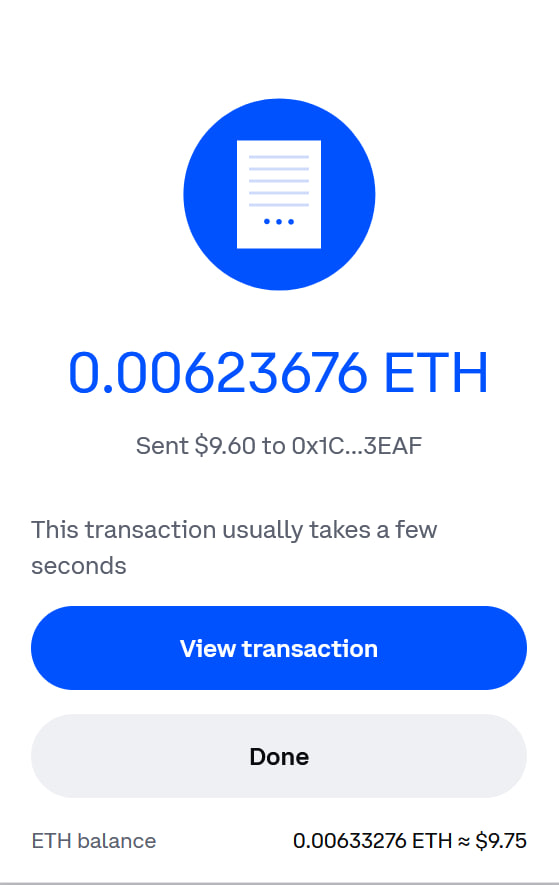 0.00623676 ETH
Sent $9.60 to 0x1C...3EAF
This transaction usually takes a few
seconds
View transaction
Done
ETH balance 0.00633276 ETH ≈ $9.75